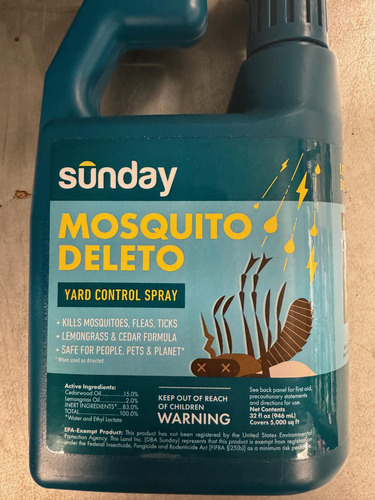 sunday
MOSQUITO
DELETO
YARD CONTROL SPRAY
+ KILLS MOSQUITOES, FLEAS, TICKS
+ LEMONGRASS & CEDAR FORMULA
+ SAFE FOR PEOPLE, PETS & PLANET*
* When used as directed
Active Ingredients:
Cedarwood Oil..........15.0%
Lemongrass Oil..........2.0%
INERT INGREDIENTS*...83.0%
TOTAL..........100.0%
*Water and Ethyl Lactate
KEEP OUT OF REACH
OF CHILDREN
WARNING
See back panel for first aid,
precautionary statements
and directions for use.
Net Contents
32 fl oz (946 mL)
Covers 5,000 sq ft
EPA-Exempt Product: This product has not been registered by the United States Environmental
Protection Agency. This Land Inc. (DBA Sunday) represents that this product is exempt from registration
under the Federal Insecticide, Fungicide and Rodenticide Act [FIFRA §25(b)] as a minimum risk pesticide.